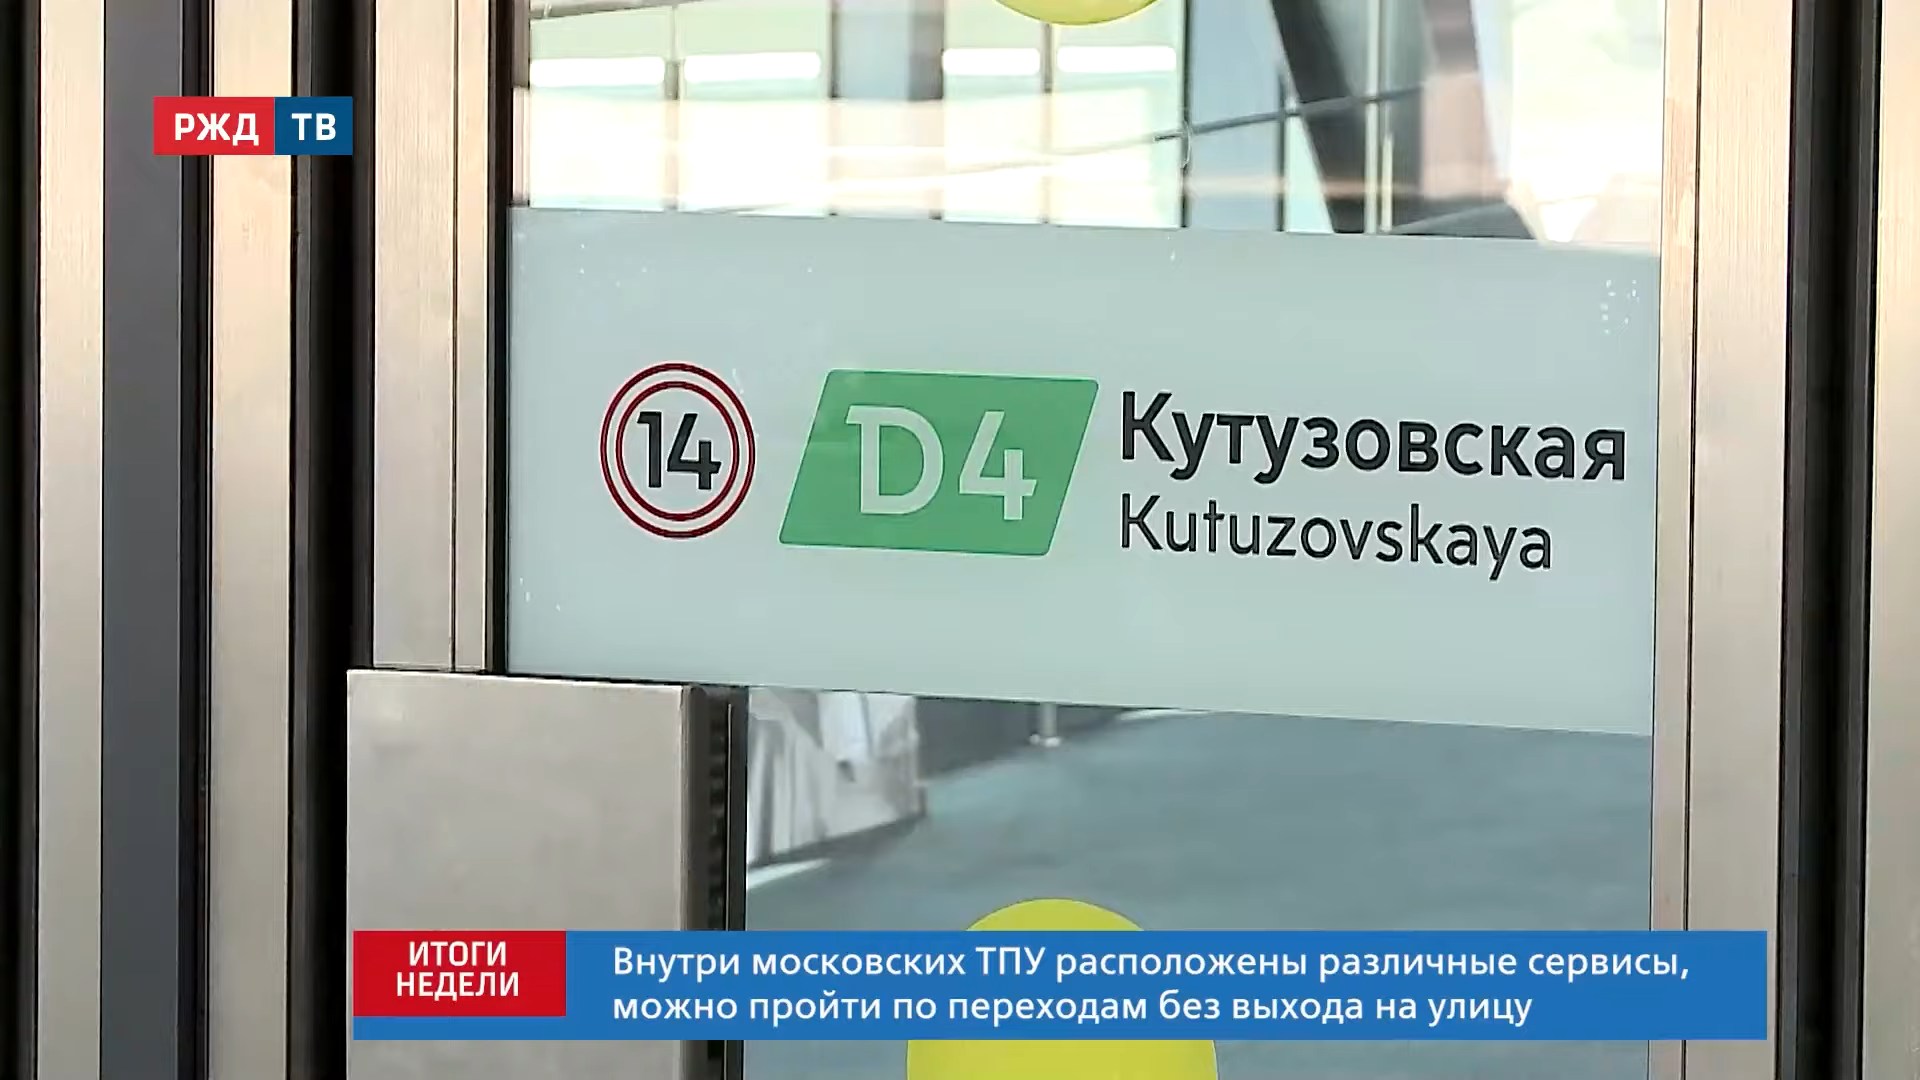 РЖД ТВ
14 D4 Кутузовская
Kutuzovskaya
ИТОГИ
НЕДЕЛИ
Внутри московских ТПУ расположены различные сервисы,
можно пройти по переходам без выхода на улицу